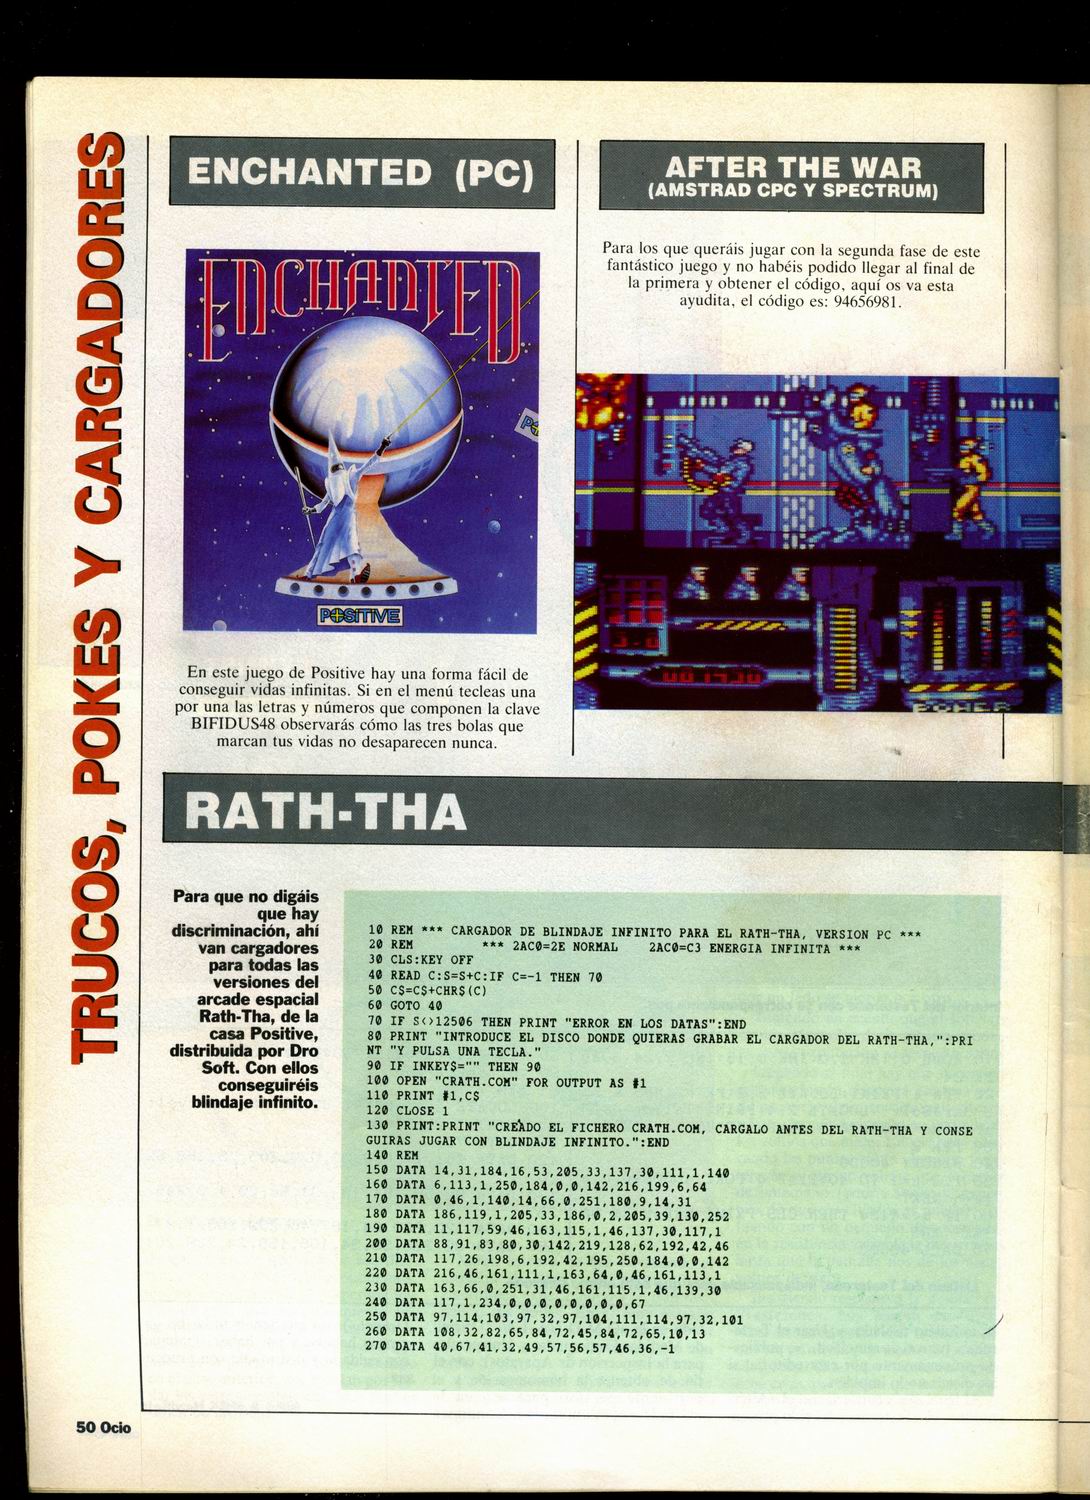 TRUCOS, POKES Y CARGADORES
ENCHANTED (PC)
ENCHANTED
POSITIVE
En este juego de Positive hay una forma fácil de
conseguir vidas infinitas. Si en el menú tecleas una
por una las letras y números que componen la clave
BIFIDUS48 observarás cómo las tres bolas que
marcan tus vidas no desaparecen nunca.
AFTER THE WAR
(AMSTRAD CPC Y SPECTRUM)
Para los que queráis jugar con la segunda fase de este
fantástico juego y no habéis podido llegar al final de
la primera y obtener el código, aquí os va esta
ayudita, el código es: 94656981.
001730
POWER
RATH-THA
Para que no digáis
que hay
discriminación, ahí
van cargadores
para todas las
versiones del
arcade espacial
Rath-Tha, de la
casa Positive,
distribuida por Dro
Soft. Con ellos
conseguiréis
blindaje infinito.
10 REM *** CARGADOR DE BLINDAJE INFINITO PARA EL RATH-THA, VERSION PC ***
20 REM *** 2AC0=2E NORMAL 2AC0=C3 ENERGIA INFINITA ***
30 CLS:KEY OFF
40 READ C:S=S+C:IF C=-1 THEN 70
50 C$=C$+CHR$(C)
60 GOTO 40
70 IF S<>12506 THEN PRINT "ERROR EN LOS DATAS":END
80 PRINT "INTRODUCE EL DISCO DONDE QUIERAS GRABAR EL CARGADOR DEL RATH-THA,":PRI
NT "Y PULSA UNA TECLA."
90 IF INKEY$="" THEN 90
100 OPEN "CRATH.COM" FOR OUTPUT AS #1
110 PRINT #1,C$
120 CLOSE 1
130 PRINT:PRINT "CREADO EL FICHERO CRATH.COM, CARGALO ANTES DEL RATH-THA Y CONSE
GUIRAS JUGAR CON BLINDAJE INFINITO.":END
140 REM
150 DATA 14,31,184,16,53,205,33,137,30,111,1,140
160 DATA 6,113,1,250,184,0,0,142,216,199,6,64
170 DATA 0,46,1,140,14,66,0,251,180,9,14,31
180 DATA 186,119,1,205,33,186,0,2,205,39,130,252
190 DATA 11,117,59,46,163,115,1,46,137,30,117,1
200 DATA 88,91,83,80,30,142,219,128,62,192,42,46
210 DATA 117,26,198,6,192,42,195,250,184,0,0,142
220 DATA 216,46,161,111,1,163,64,0,46,161,113,1
230 DATA 163,66,0,251,31,46,161,115,1,46,139,30
240 DATA 117,1,234,0,0,0,0,0,0,0,0,67
250 DATA 97,114,103,97,32,97,104,111,114,97,32,101
260 DATA 108,32,82,65,84,72,45,84,72,65,10,13
270 DATA 40,67,41,32,49,57,56,57,46,36,-1
50 Ocio